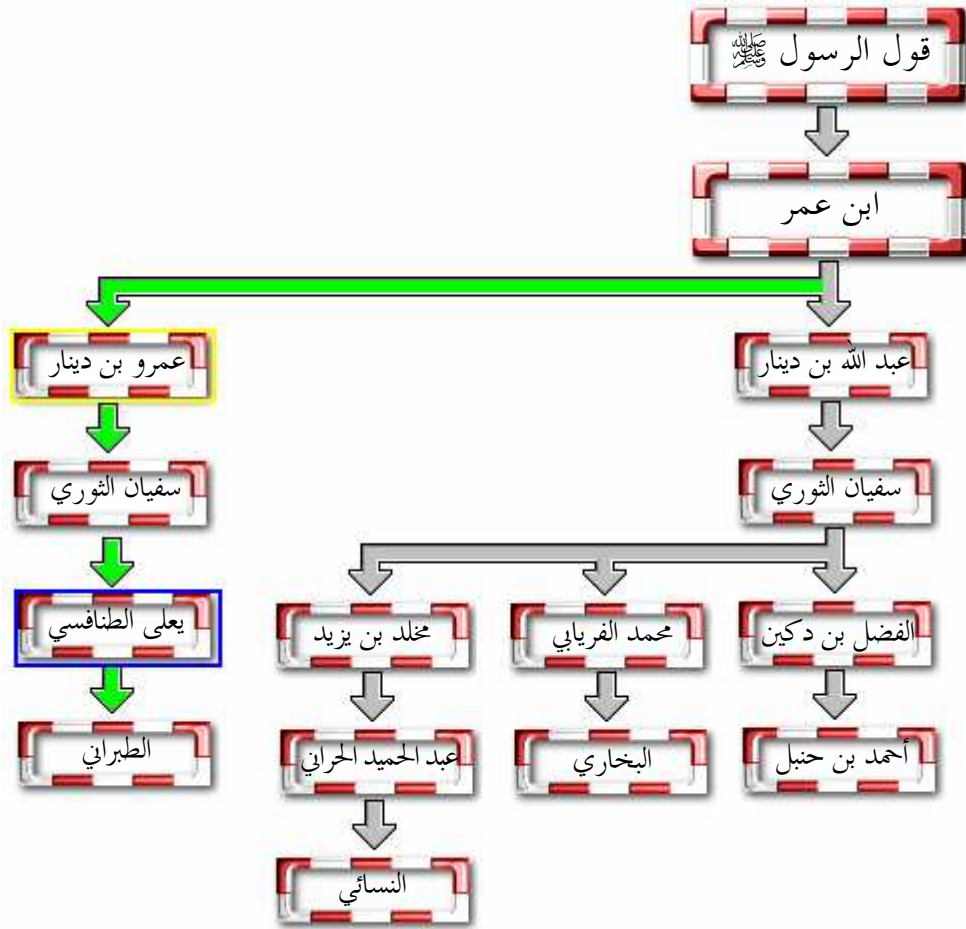 قول الرسول ﷺ
ابن عمر
عبد الله بن دينار
عمرو بن دينار
سفيان الثوري
سفيان الثوري
الفضل بن دكين
محمد الفريابي
مخلد بن يزيد
يعلى الطنافسي
أحمد بن حنبل
البخاري
عبد الحميد الحراني
الطبراني
النسائي